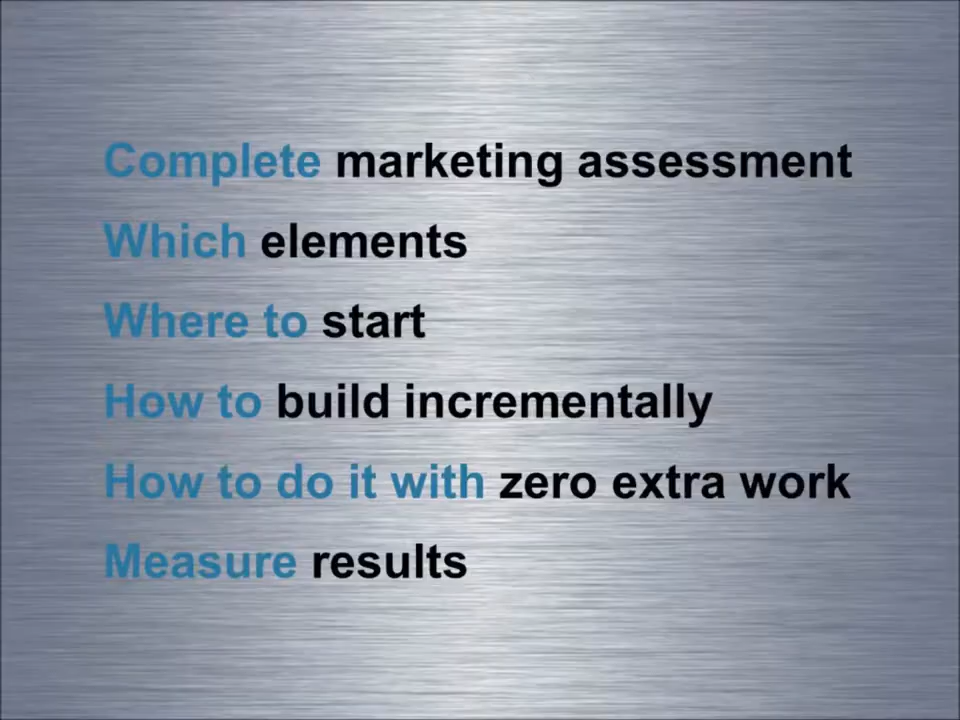 Complete marketing assessment
Which elements
Where to start
How to build incrementally
How to do it with zero extra work
Measure results